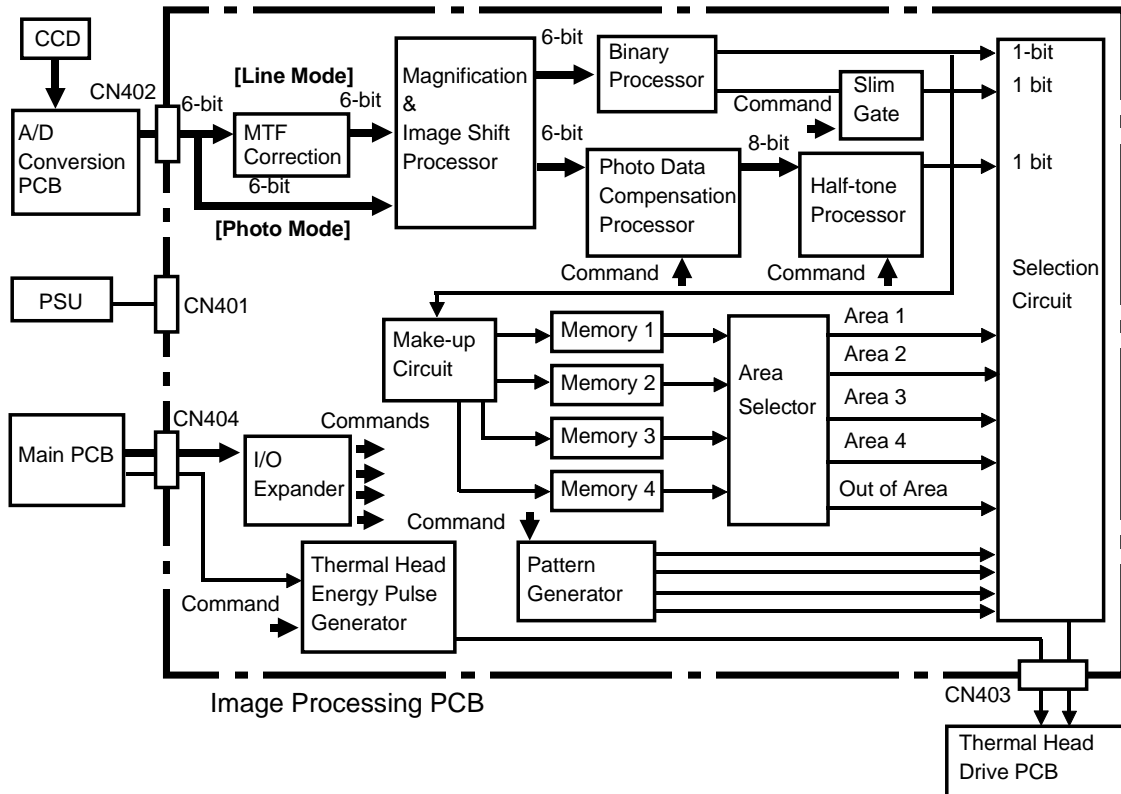 CCD
CN402
6-bit
[Line Mode]
6-bit
A/D
Conversion
PCB
MTF
Correction
6-bit
[Photo Mode]
Magnification
&
Image Shift
Processor
6-bit
Binary
Processor
6-bit
Photo Data
Compensation
Processor
Command
8-bit
Command
Slim
Gate
Half-tone
Processor
Command
1-bit
1 bit
1 bit
Selection
Circuit
PSU
CN401
Make-up
Circuit
Memory 1
Memory 2
Memory 3
Memory 4
Area
Selector
Area 1
Area 2
Area 3
Area 4
Out of Area
Main PCB
CN404
I/O
Expander
Commands
Command
Pattern
Generator
Thermal Head
Energy Pulse
Generator
Command
Image Processing PCB
CN403
Thermal Head
Drive PCB